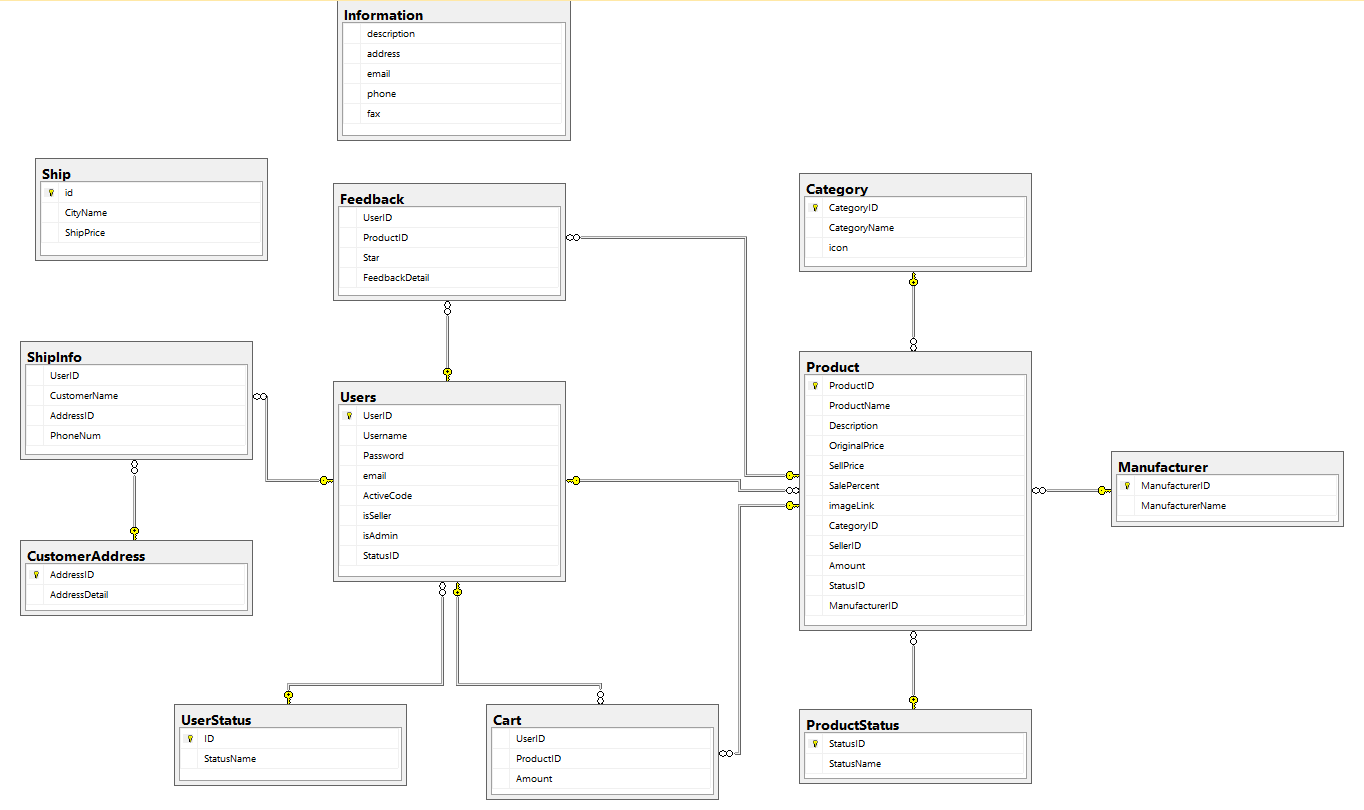 Information
description
address
email
phone
fax
Ship
id
CityName
ShipPrice
Feedback
UserID
ProductID
Star
FeedbackDetail
Category
CategoryID
CategoryName
icon
ShipInfo
UserID
CustomerName
AddressID
PhoneNum
Users
UserID
Username
Password
email
ActiveCode
isSeller
isAdmin
StatusID
Product
ProductID
ProductName
Description
OriginalPrice
SellPrice
SalePercent
imageLink
CategoryID
SellerID
Amount
StatusID
ManufacturerID
Manufacturer
ManufacturerID
ManufacturerName
CustomerAddress
AddressID
AddressDetail
UserStatus
ID
StatusName
Cart
UserID
ProductID
Amount
ProductStatus
StatusID
StatusName